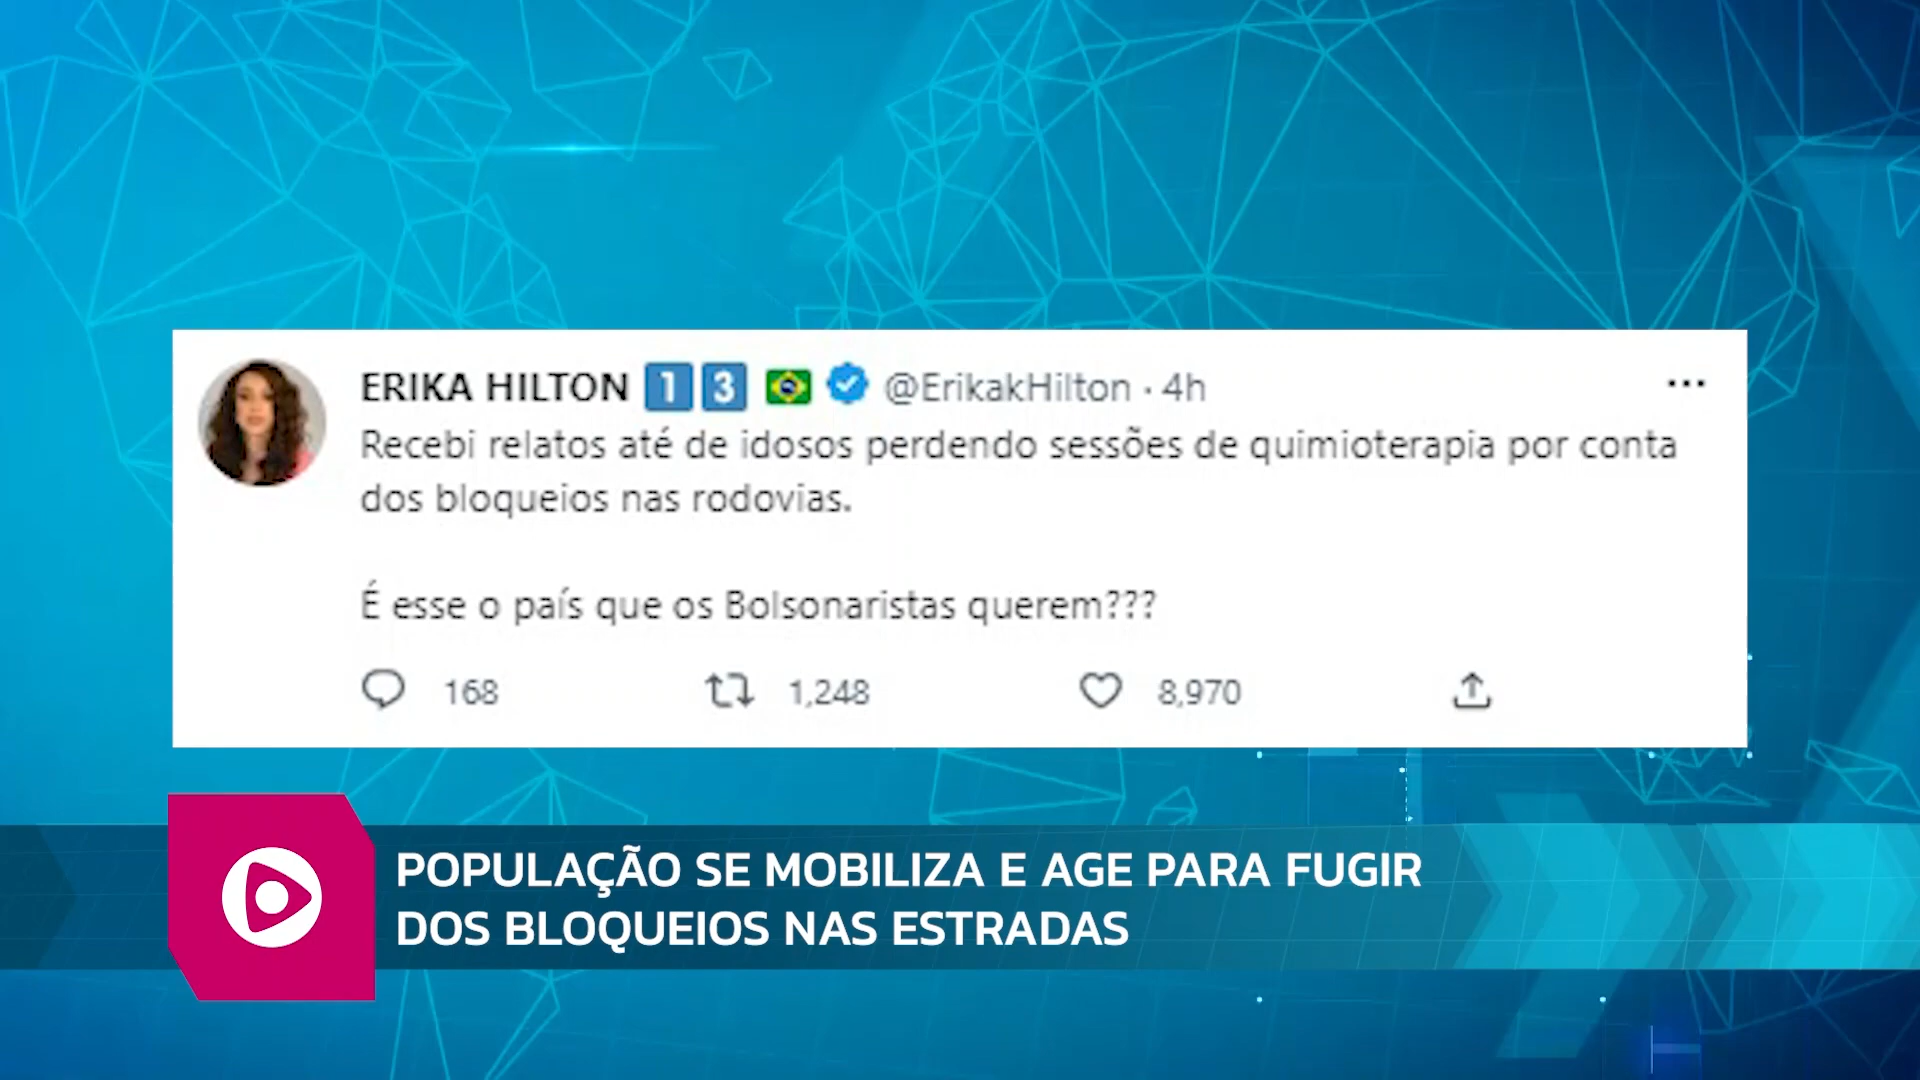 ERIKA HILTON 1️⃣3️⃣ 🇧🇷 @ErikakHilton · 4h
Recebi relatos até de idosos perdendo sessões de quimioterapia por conta
dos bloqueios nas rodovias.
É esse o país que os Bolsonaristas querem???
168 1,248 8,970
POPULAÇÃO SE MOBILIZA E AGE PARA FUGIR
DOS BLOQUEIOS NAS ESTRADAS